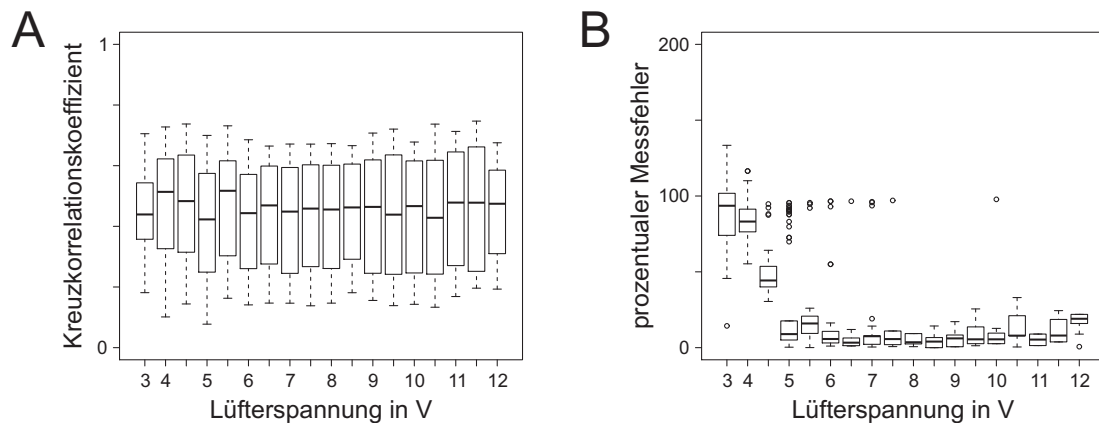 A
Kreuzkorrelationskoeffizient
1
0
3 4 5 6 7 8 9 10 11 12
Lüfterspannung in V
B
prozentualer Messfehler
200
100
0
3 4 5 6 7 8 9 10 11 12
Lüfterspannung in V